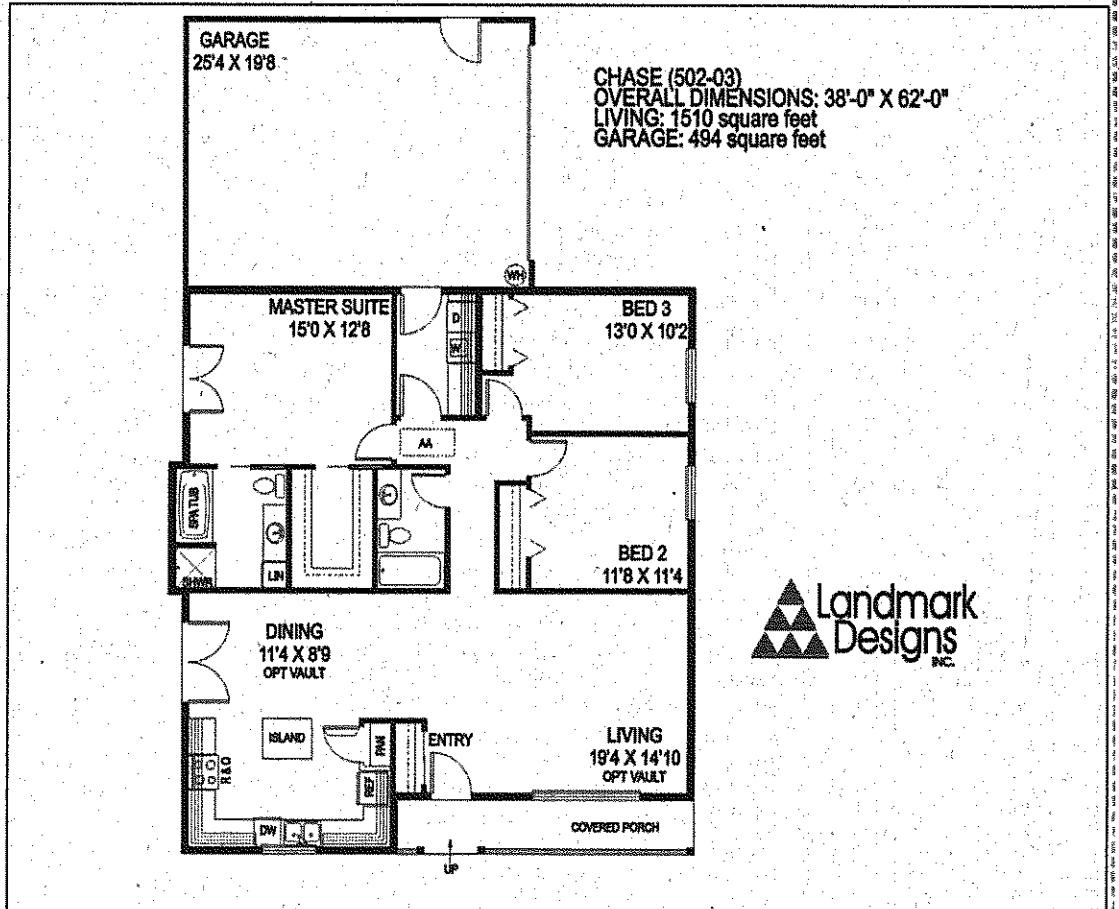 GARAGE
25'4 X 19'8
CHASE (502-03)
OVERALL DIMENSIONS: 38'-0" X 62'-0"
LIVING: 1510 square feet
GARAGE: 494 square feet
WH
MASTER SUITE
15'0 X 12'8
D
W
BED 3
13'0 X 10'2
AA
SPA TUB
SHWR
LIN
BED 2
11'8 X 11'4
Landmark
Designs
INC.
DINING
11'4 X 8'9
OPT VAULT
ISLAND
PAN
ENTRY
LIVING
19'4 X 14'10
OPT VAULT
R&O
REF
DW
COVERED PORCH
UP